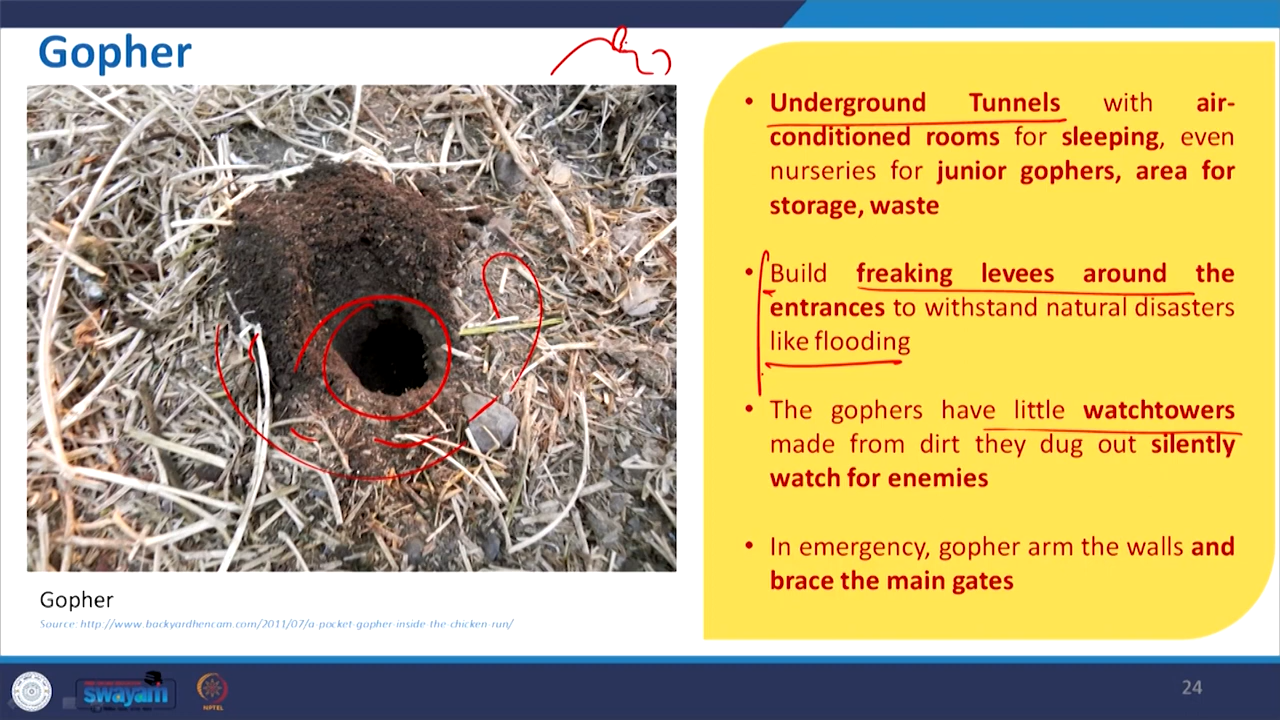 Gopher
• Underground Tunnels with air-
conditioned rooms for sleeping, even
nurseries for junior gophers, area for
storage, waste
• Build freaking levees around the
entrances to withstand natural disasters
like flooding
• The gophers have little watchtowers
made from dirt they dug out silently
watch for enemies
• In emergency, gopher arm the walls and
brace the main gates
Gopher
Source: http://www.backyardhencam.com/2011/07/a-pocket-gopher-inside-the-chicken-run/
swayam
NPTEL
24